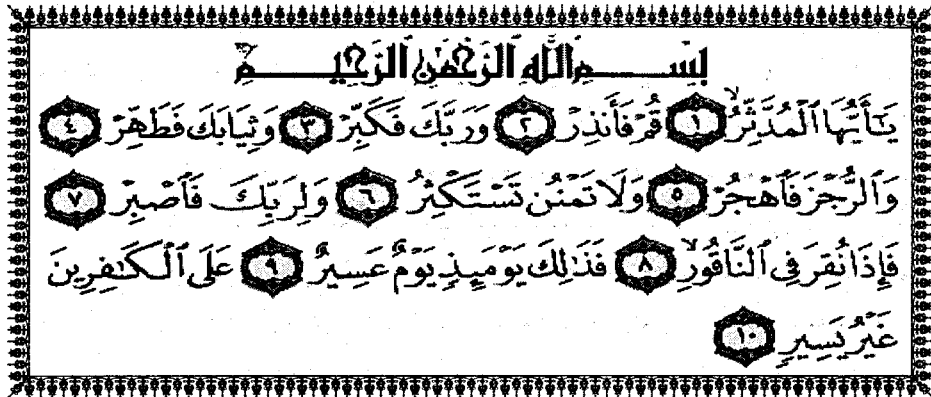 بِسْمِ ٱللَّهِ ٱلرَّحْمَٰنِ ٱلرَّحِيمِ
يَٰٓأَيُّهَا ٱلْمُدَّثِّرُ ١ قُمْ فَأَنذِرْ ٢ وَرَبَّكَ فَكَبِّرْ ٣ وَثِيَابَكَ فَطَهِّرْ ٤
وَٱلرُّجْزَ فَٱهْجُرْ ٥ وَلَا تَمْنُن تَسْتَكْثِرُ ٦ وَلِرَبِّكَ فَٱصْبِرْ ٧
فَإِذَا نُقِرَ فِى ٱلنَّاقُورِ ٨ فَذَٰلِكَ يَوْمَئِذٍ يَوْمٌ عَسِيرٌ ٩ عَلَى ٱلْكَٰفِرِينَ
غَيْرُ يَسِيرٍ ١٠